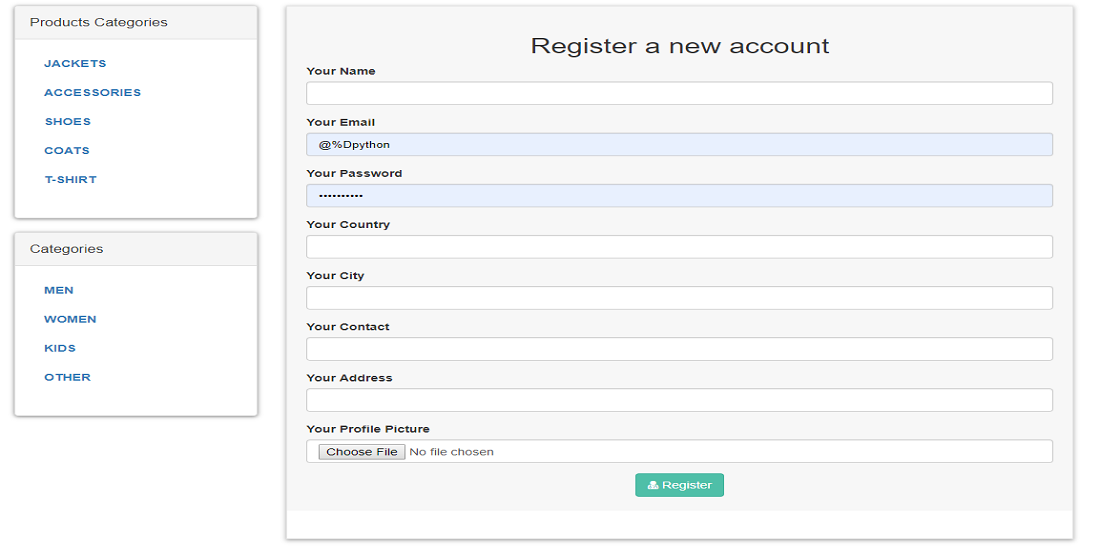 Products Categories
JACKETS
ACCESSORIES
SHOES
COATS
T-SHIRT
Categories
MEN
WOMEN
KIDS
OTHER
Register a new account
Your Name
Your Email
@%Dpython
Your Password
••••••••••
Your Country
Your City
Your Contact
Your Address
Your Profile Picture
Choose File No file chosen
Register